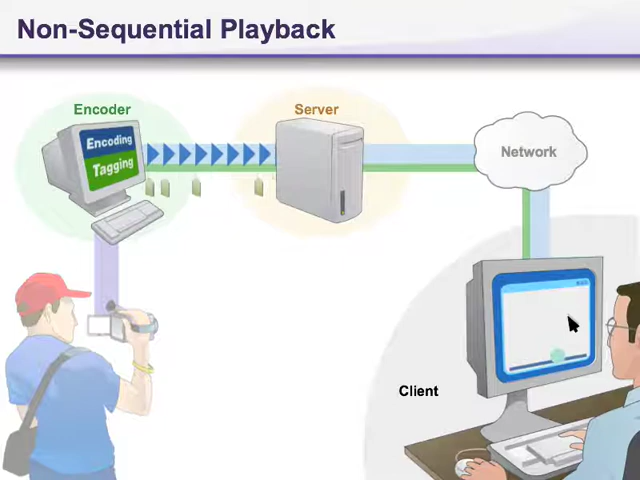 Non-Sequential Playback
Encoder
Server
Encoding
Tagging
Network
Client